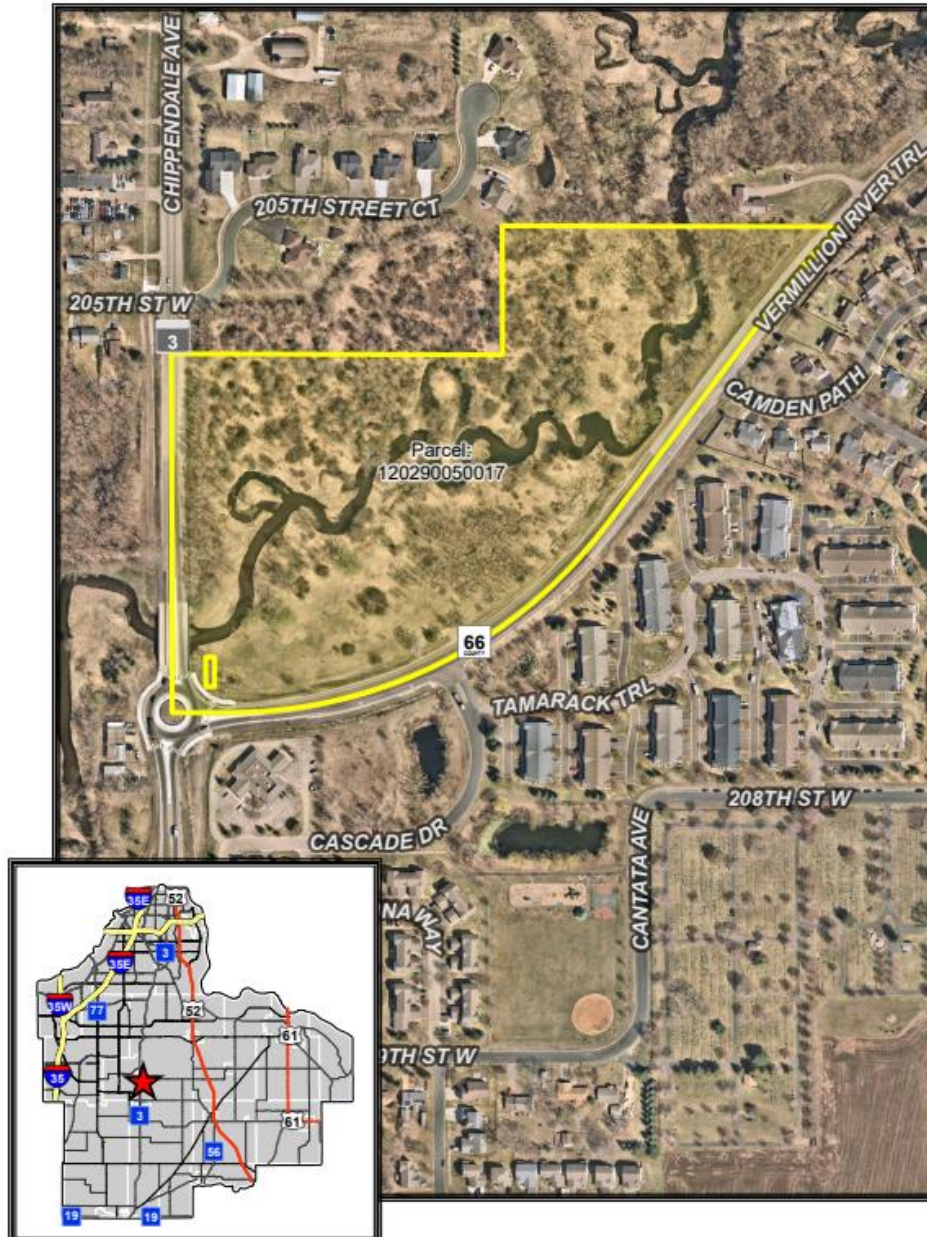 CHIPPENDALE AVE
205TH STREET CT
VERMILLION RIVER TRL
205TH ST W
3
CAMDEN PATH
Parcel:
120290050017
66
COUNTY
TAMARACK TRL
208TH ST W
CASCADE DR
CANTATA AVE
NA WAY
9TH ST W
35E
52
3
35E
35W
77
52
61
35
3
61
56
19
19